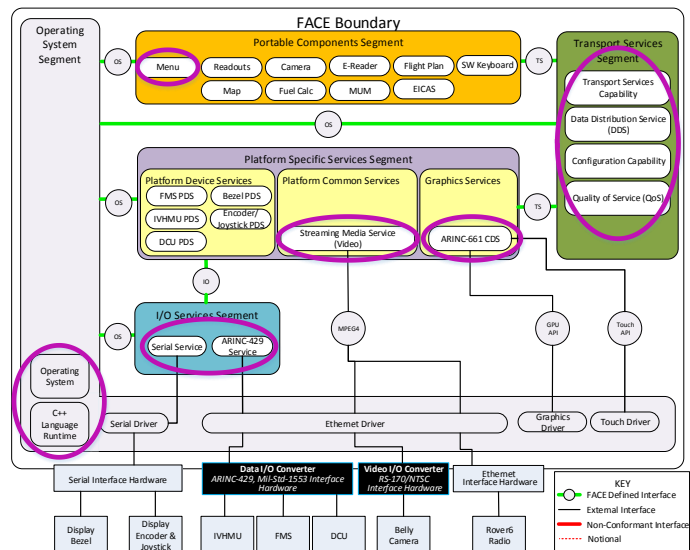 FACE Boundary
Operating
System
Segment
Portable Components Segment
Menu
Readouts
Camera
E-Reader
Flight Plan
SW Keyboard
Map
Fuel Calc
MUM
EICAS
OS
TS
Transport Services
Segment
Transport Services
Capability
Data Distribution Service
(DDS)
Configuration Capability
Quality of Service (QoS)
OS
Platform Specific Services Segment
Platform Device Services
FMS PDS
Bezel PDS
IVHMU PDS
Encoder/
Joystick PDS
DCU PDS
Platform Common Services
Streaming Media Service
(Video)
Graphics Services
ARINC-661 CDS
OS
TS
IO
I/O Services Segment
Serial Service
ARINC-429
Service
OS
MPEG4
GPU
API
Touch
API
Operating
System
C++
Language
Runtime
Serial Driver
Ethernet Driver
Graphics
Driver
Touch Driver
Serial Interface Hardware
Data I/O Converter
ARINC-429, Mil-Std-1553 Interface
Hardware
Video I/O Converter
RS-170/NTSC
Interface Hardware
Ethernet
Interface Hardware
Display
Bezel
Display
Encoder &
Joystick
IVHMU
FMS
DCU
Belly
Camera
Rover6
Radio
KEY
FACE Defined Interface
External Interface
Non-Conformant Interface
Notional